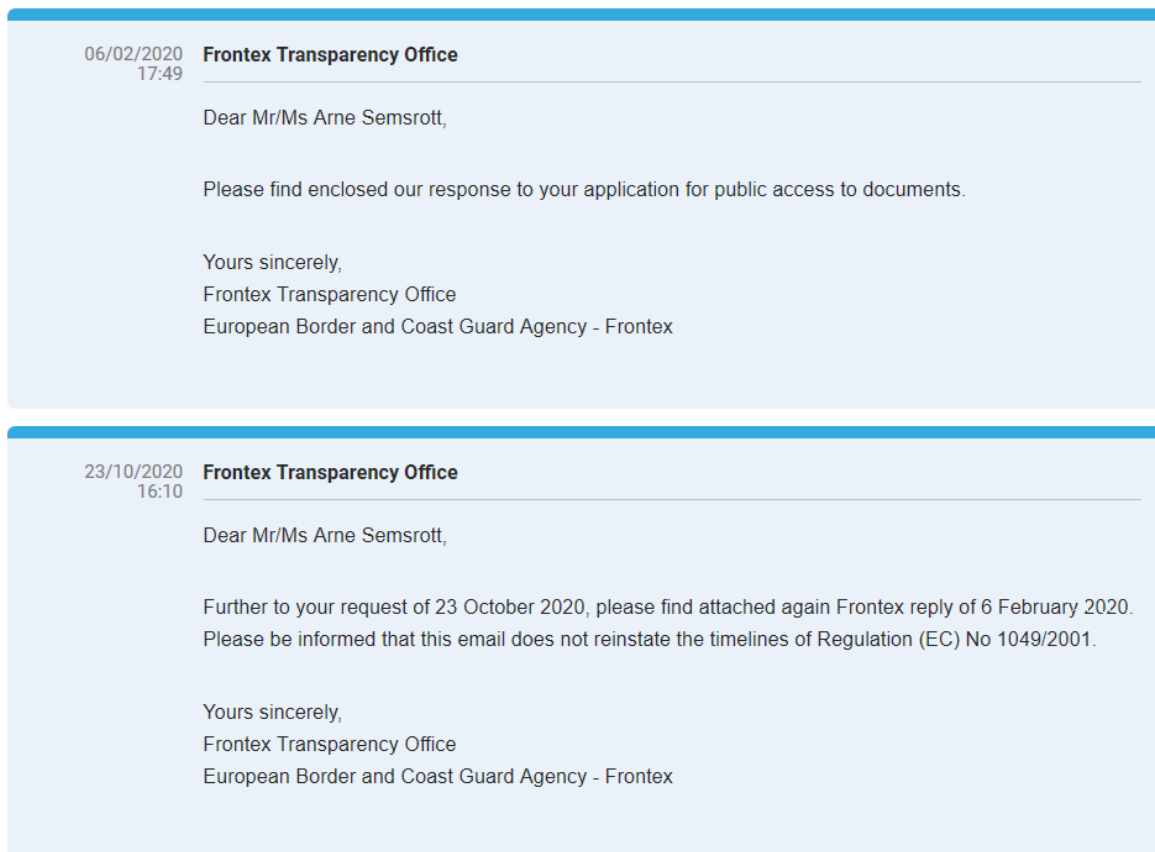 06/02/2020 Frontex Transparency Office
17:49
Dear Mr/Ms Arne Semsrott,
Please find enclosed our response to your application for public access to documents.
Yours sincerely,
Frontex Transparency Office
European Border and Coast Guard Agency - Frontex
23/10/2020 Frontex Transparency Office
16:10
Dear Mr/Ms Arne Semsrott,
Further to your request of 23 October 2020, please find attached again Frontex reply of 6 February 2020.
Please be informed that this email does not reinstate the timelines of Regulation (EC) No 1049/2001.
Yours sincerely,
Frontex Transparency Office
European Border and Coast Guard Agency - Frontex